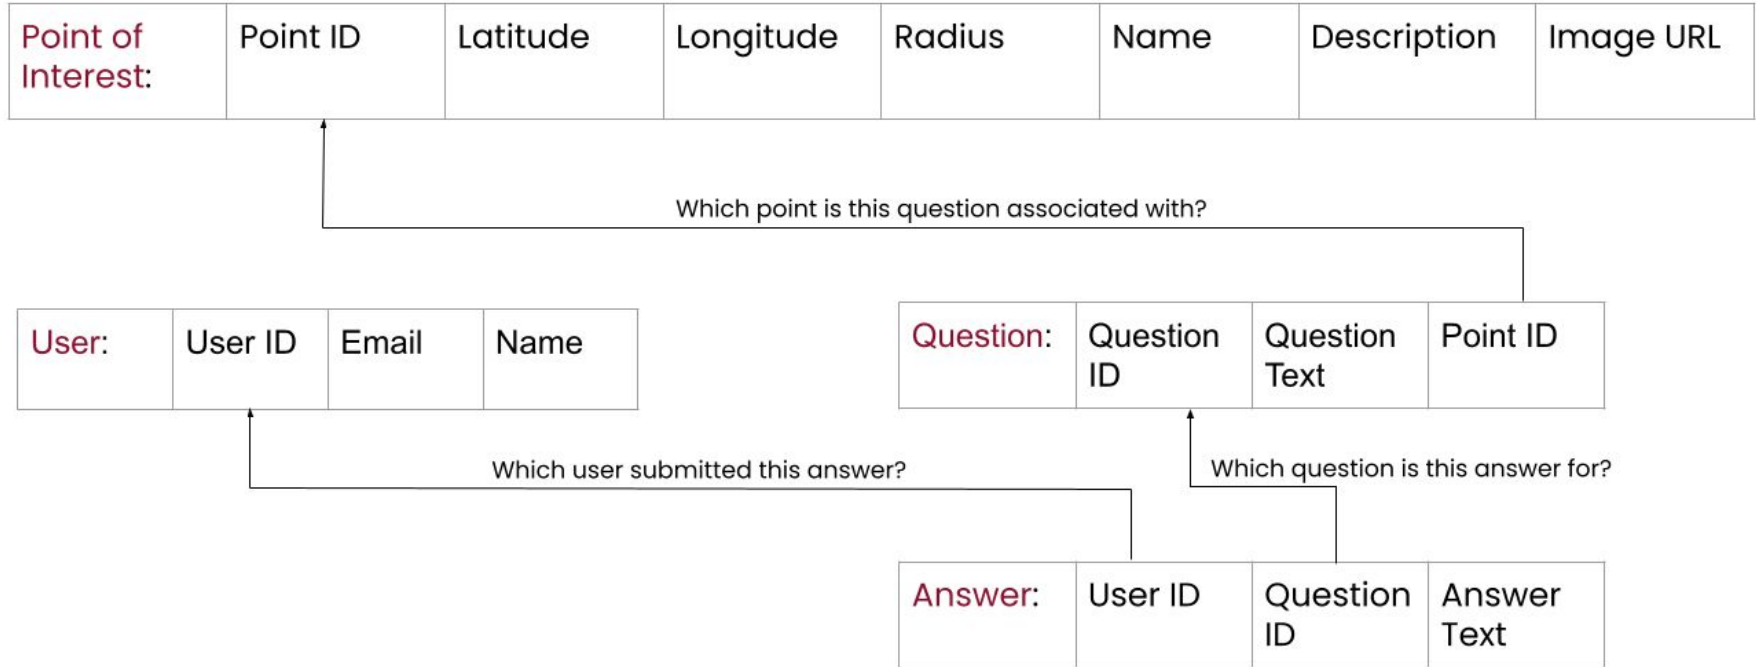 Point of Interest: Point ID Latitude Longitude Radius Name Description Image URL
Which point is this question associated with?
User: User ID Email Name
Question: Question ID Question Text Point ID
Which user submitted this answer?
Which question is this answer for?
Answer: User ID Question ID Answer Text